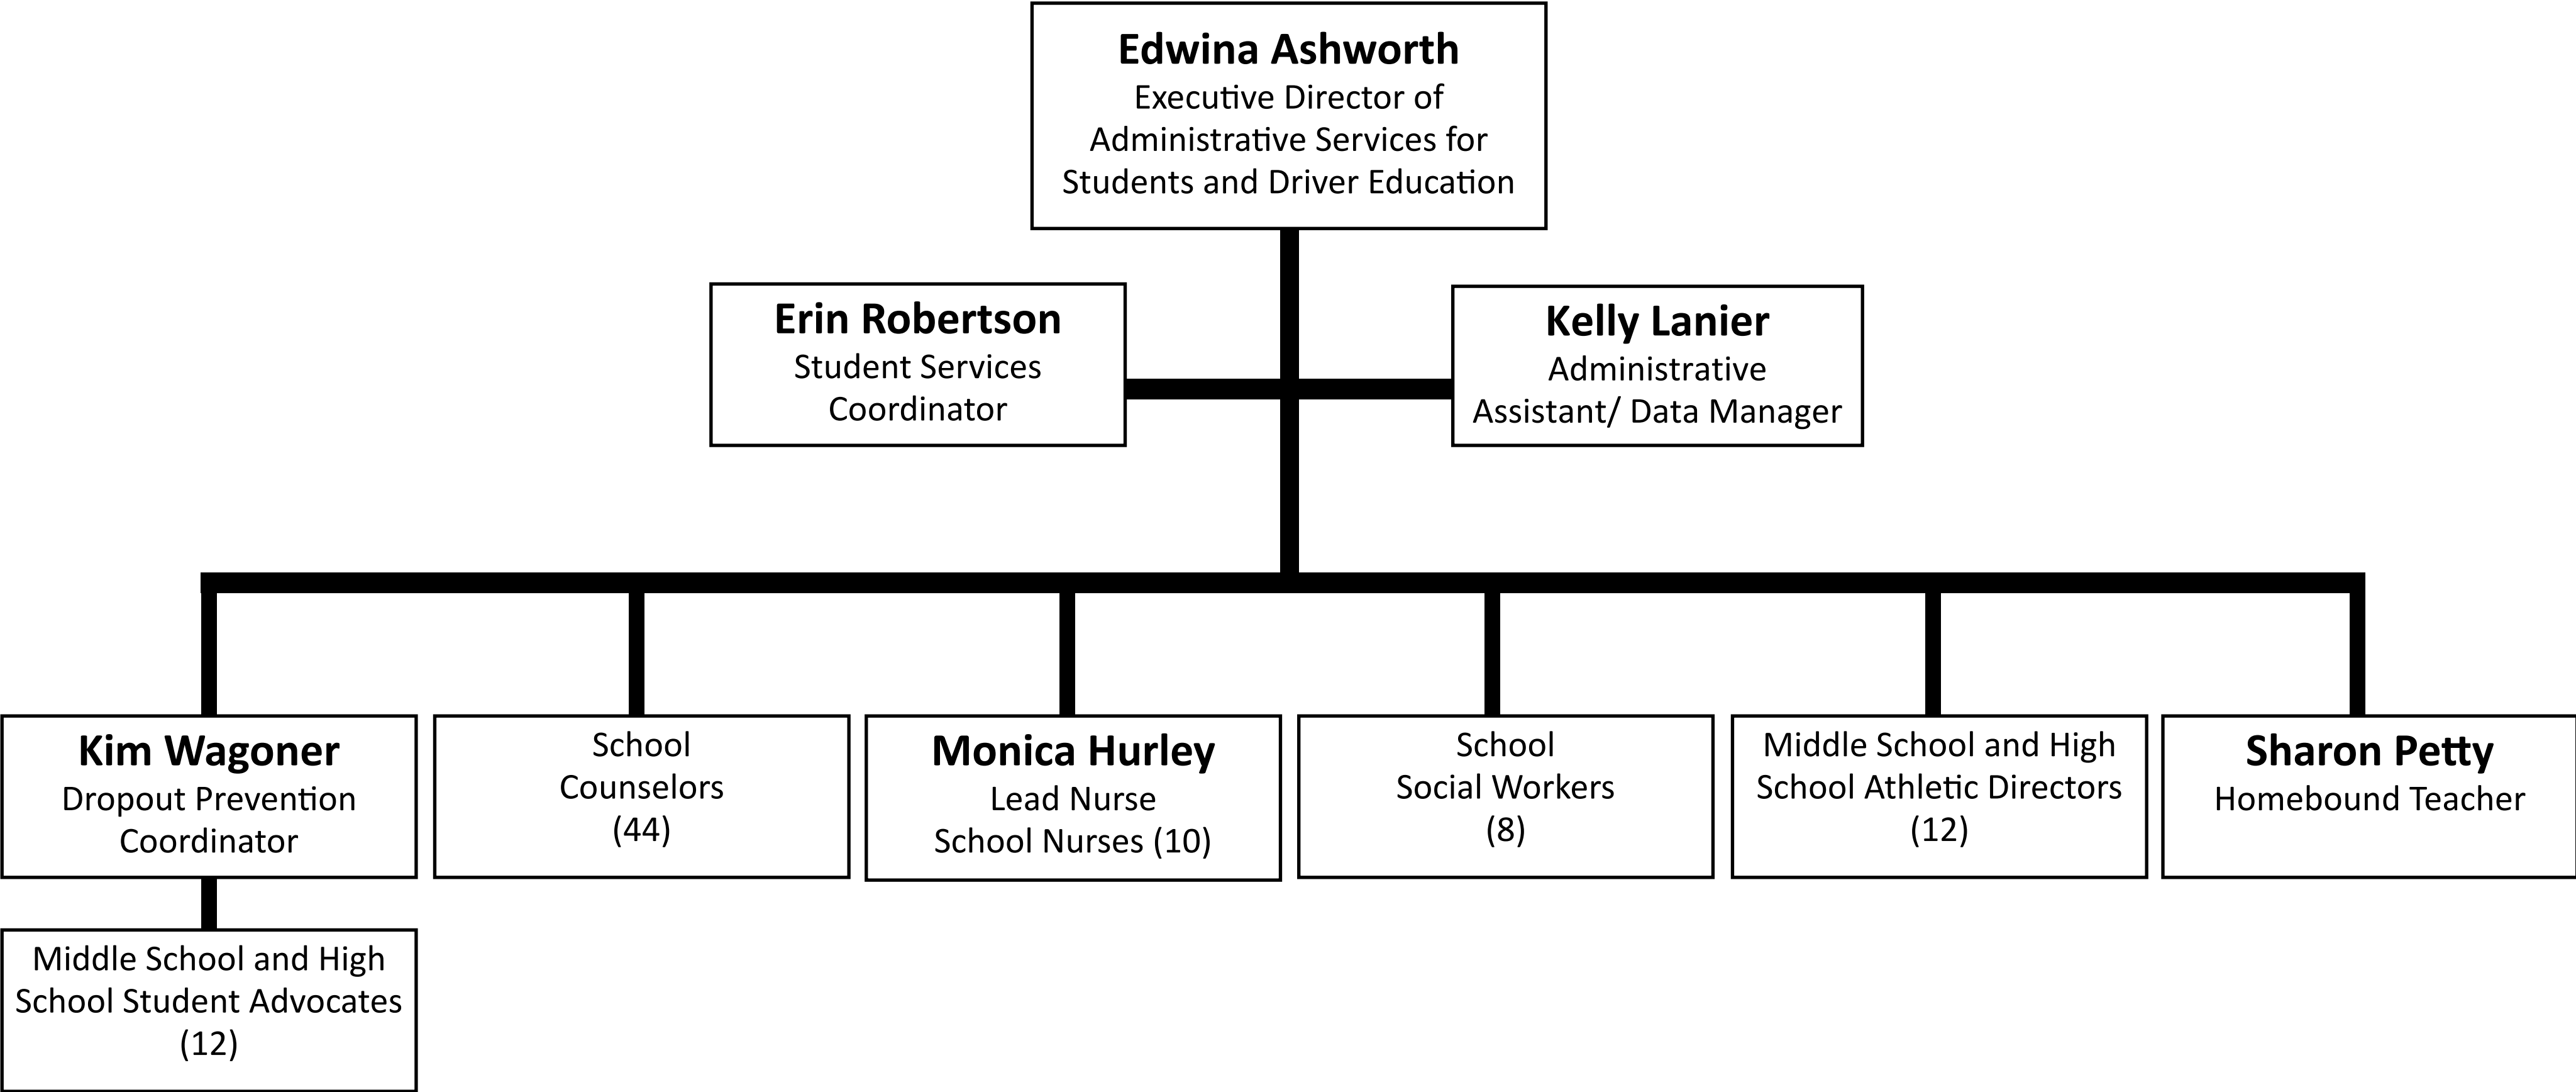 Edwina Ashworth
Executive Director of
Administrative Services for
Students and Driver Education
Erin Robertson
Student Services
Coordinator
Kelly Lanier
Administrative
Assistant/ Data Manager
Kim Wagoner
Dropout Prevention
Coordinator
School
Counselors
(44)
Monica Hurley
Lead Nurse
School Nurses (10)
School
Social Workers
(8)
Middle School and High
School Athletic Directors
(12)
Sharon Petty
Homebound Teacher
Middle School and High
School Student Advocates
(12)